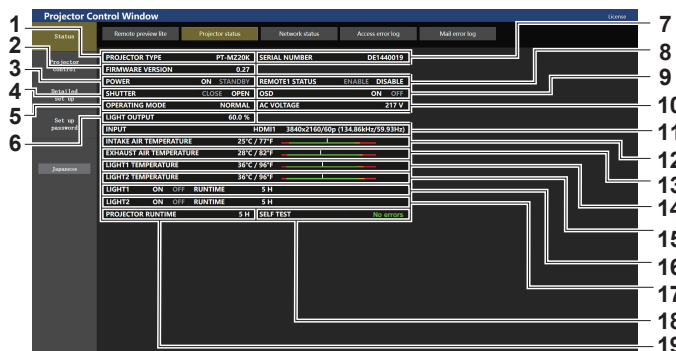 Projector Control Window License
1
2
3
4
5
6
Status
Projector control
Detailed set up
Set up password
Japanese
Remote preview lite Projector status Network status Access error log Mail error log
PROJECTOR TYPE PT-MZ20K SERIAL NUMBER DE1440019
FIRMWARE VERSION 0.27
POWER ON STANDBY REMOTE1 STATUS ENABLE DISABLE
SHUTTER CLOSE OPEN OSD ON OFF
OPERATING MODE NORMAL AC VOLTAGE 217 V
LIGHT OUTPUT 60.0 %
INPUT HDMI1 3840x2160/60p (134.86kHz/59.93Hz)
INTAKE AIR TEMPERATURE 25°C / 77°F
EXHAUST AIR TEMPERATURE 28°C / 82°F
LIGHT1 TEMPERATURE 36°C / 96°F
LIGHT2 TEMPERATURE 36°C / 96°F
LIGHT1 ON OFF RUNTIME 5 H
LIGHT2 ON OFF RUNTIME 5 H
PROJECTOR RUNTIME 5 H SELF TEST No errors
7
8
9
10
11
12
13
14
15
16
17
18
19